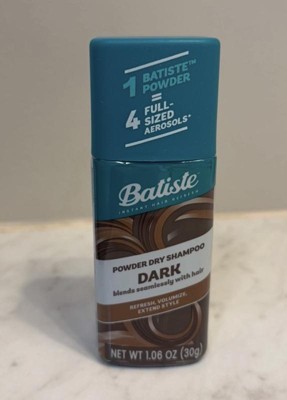 1 BATISTE™
POWDER
=
4 FULL-
SIZED
AEROSOLS*
Batiste
INSTANT HAIR REFRESH
POWDER DRY SHAMPOO
DARK
blends seamlessly with hair
REFRESH, VOLUMIZE,
EXTEND STYLE
NET WT 1.06 OZ (30g)